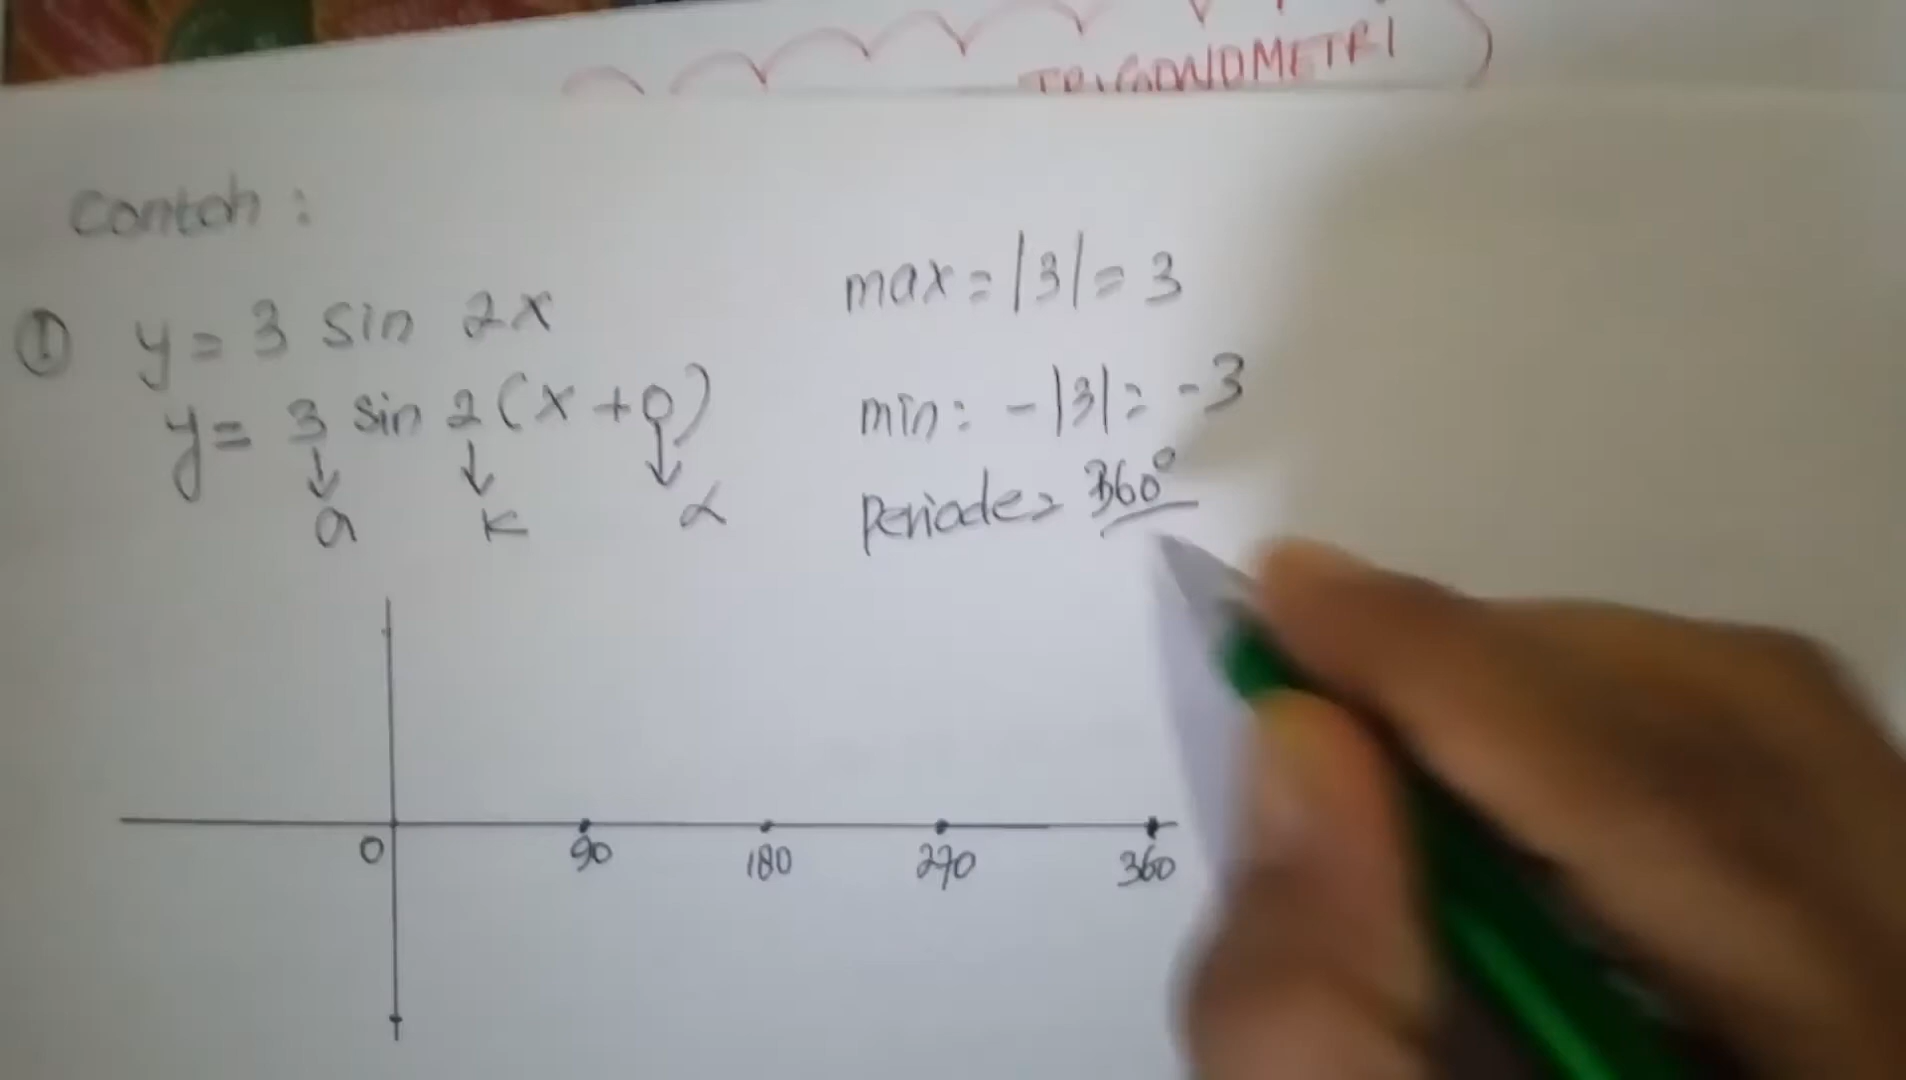 TRIGONOMETRI
Contoh :
① y = 3 sin 2x
y = 3 sin 2 (x + 0)
↓ ↓ ↓
a k α
max = |3| = 3
min : - |3| = -3
Periode = 360°
0 90 180 270 360